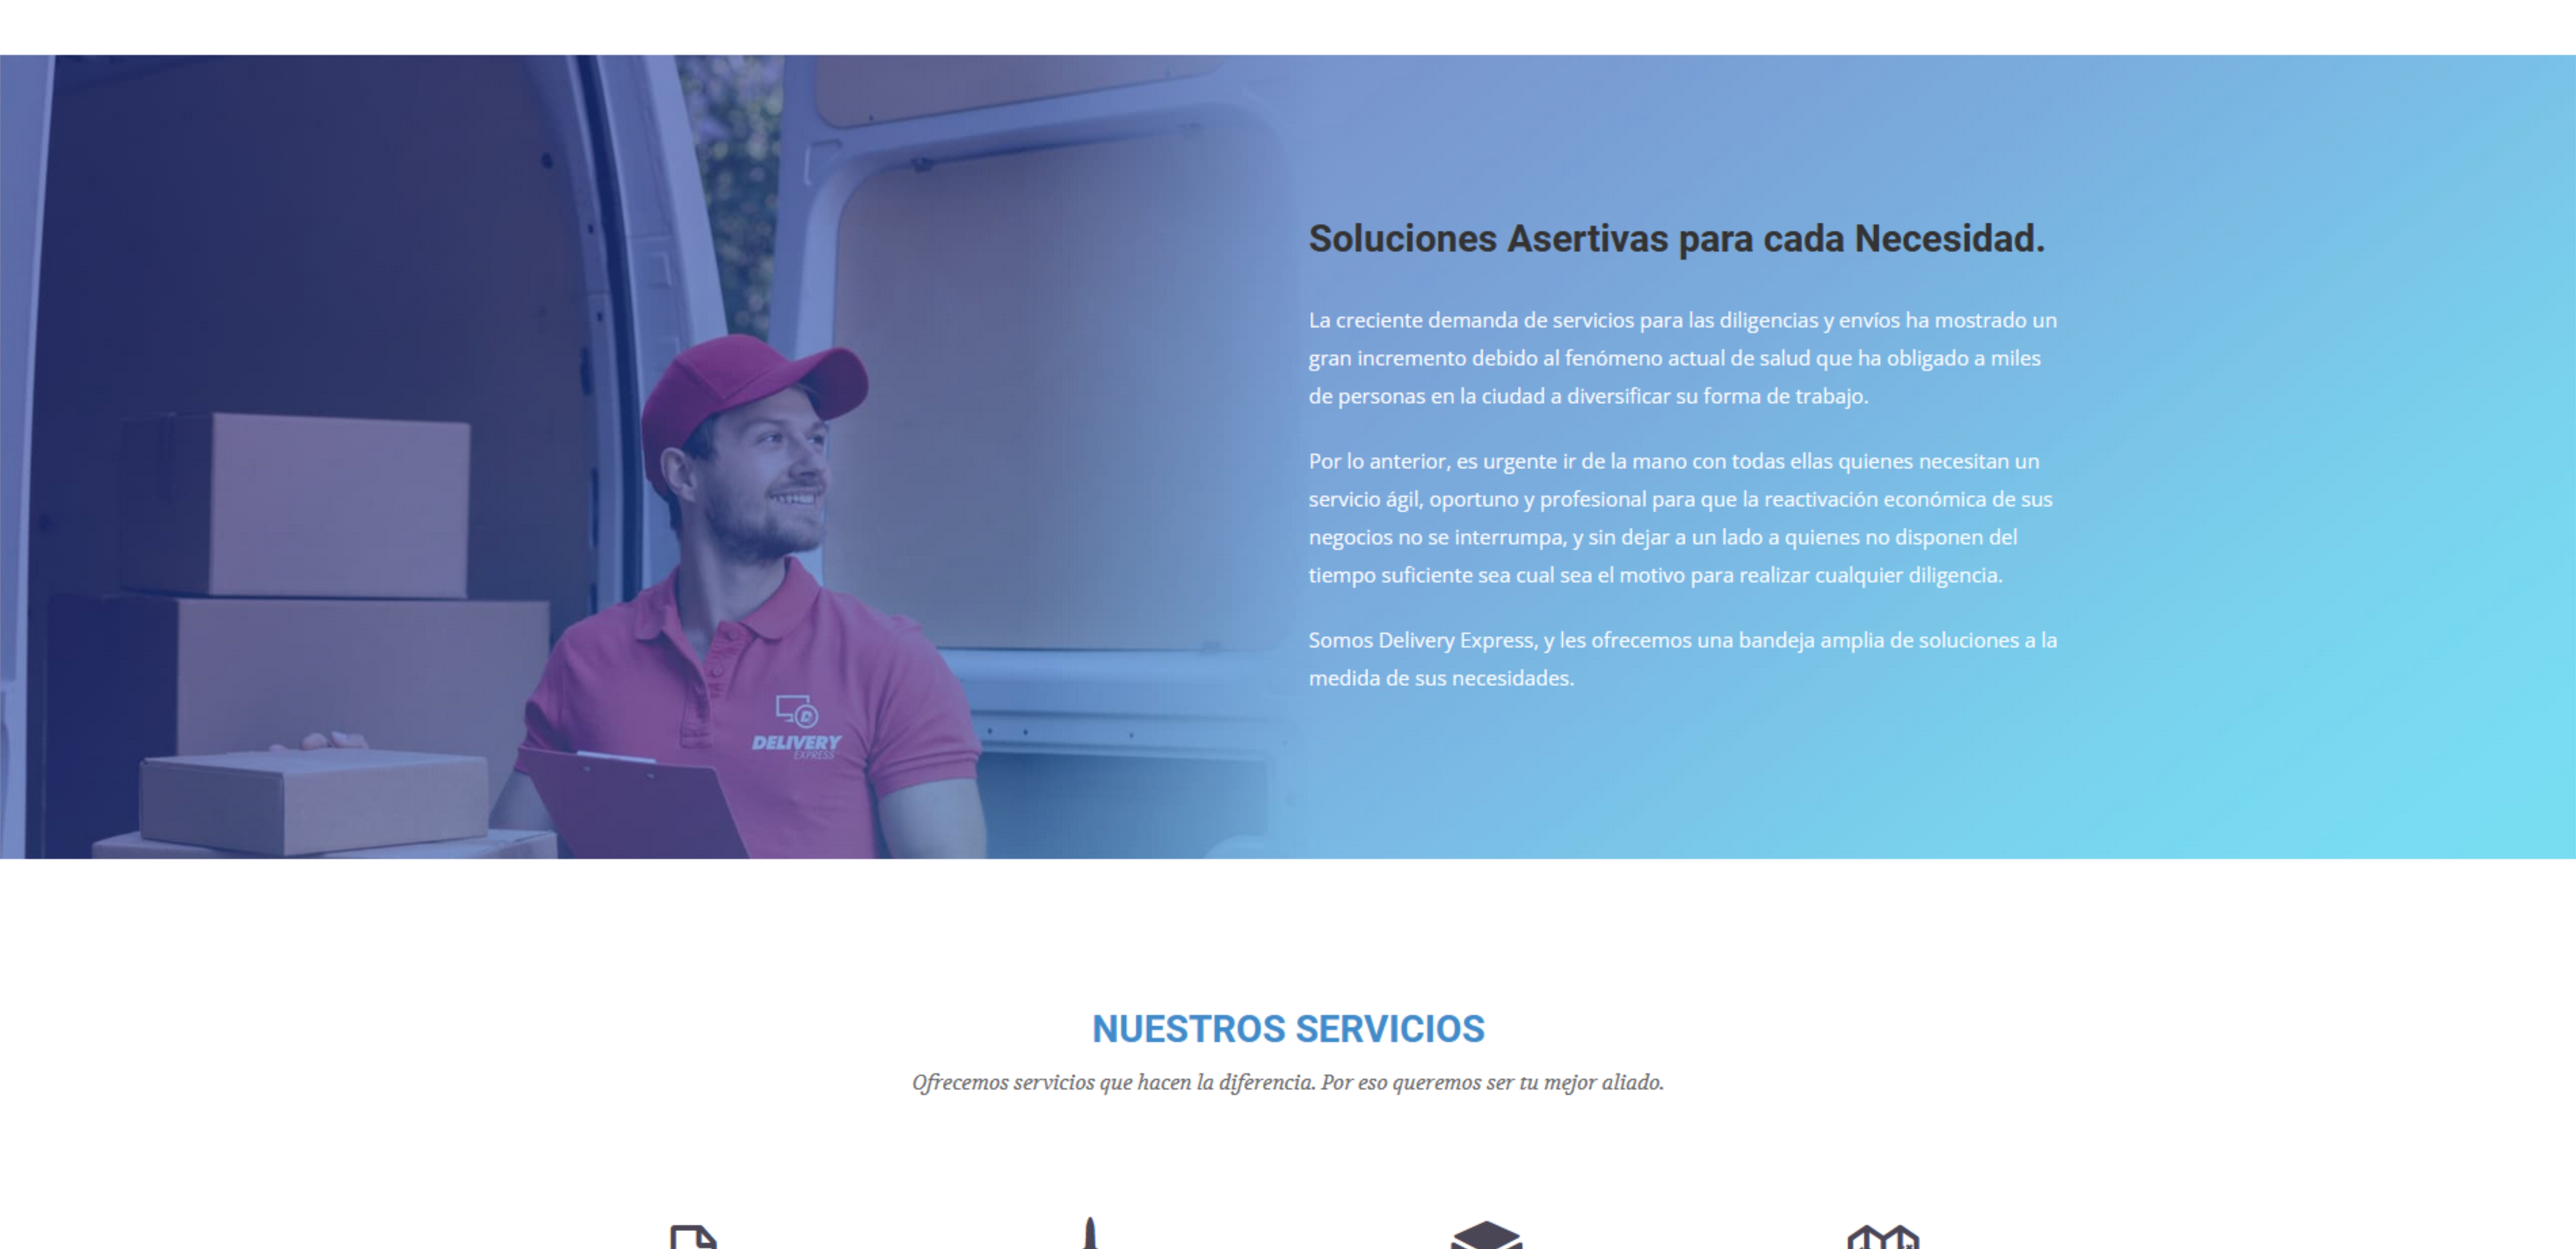 Soluciones Asertivas para cada Necesidad.
La creciente demanda de servicios para las diligencias y envíos ha mostrado un
gran incremento debido al fenómeno actual de salud que ha obligado a miles
de personas en la ciudad a diversificar su forma de trabajo.
Por lo anterior, es urgente ir de la mano con todas ellas quienes necesitan un
servicio ágil, oportuno y profesional para que la reactivación económica de sus
negocios no se interrumpa, y sin dejar a un lado a quienes no disponen del
tiempo suficiente sea cual sea el motivo para realizar cualquier diligencia.
Somos Delivery Express, y les ofrecemos una bandeja amplia de soluciones a la
medida de sus necesidades.
D
DELIVERY
EXPRESS
NUESTROS SERVICIOS
Ofrecemos servicios que hacen la diferencia. Por eso queremos ser tu mejor aliado.